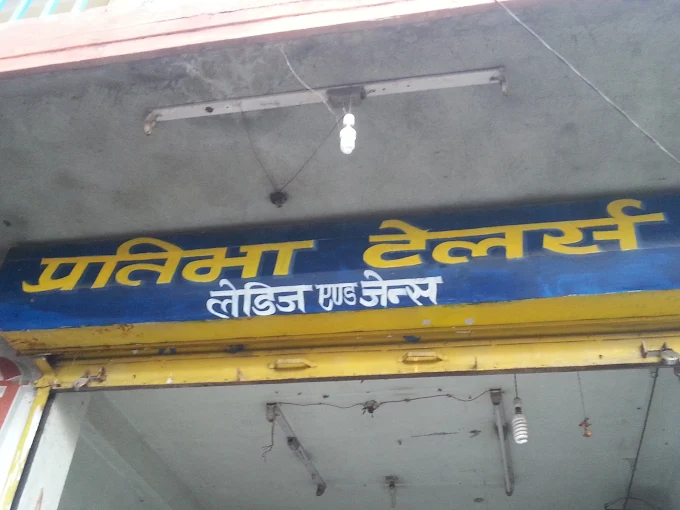 प्रतिभा टेलर्स
लेडिज एण्ड जेन्स